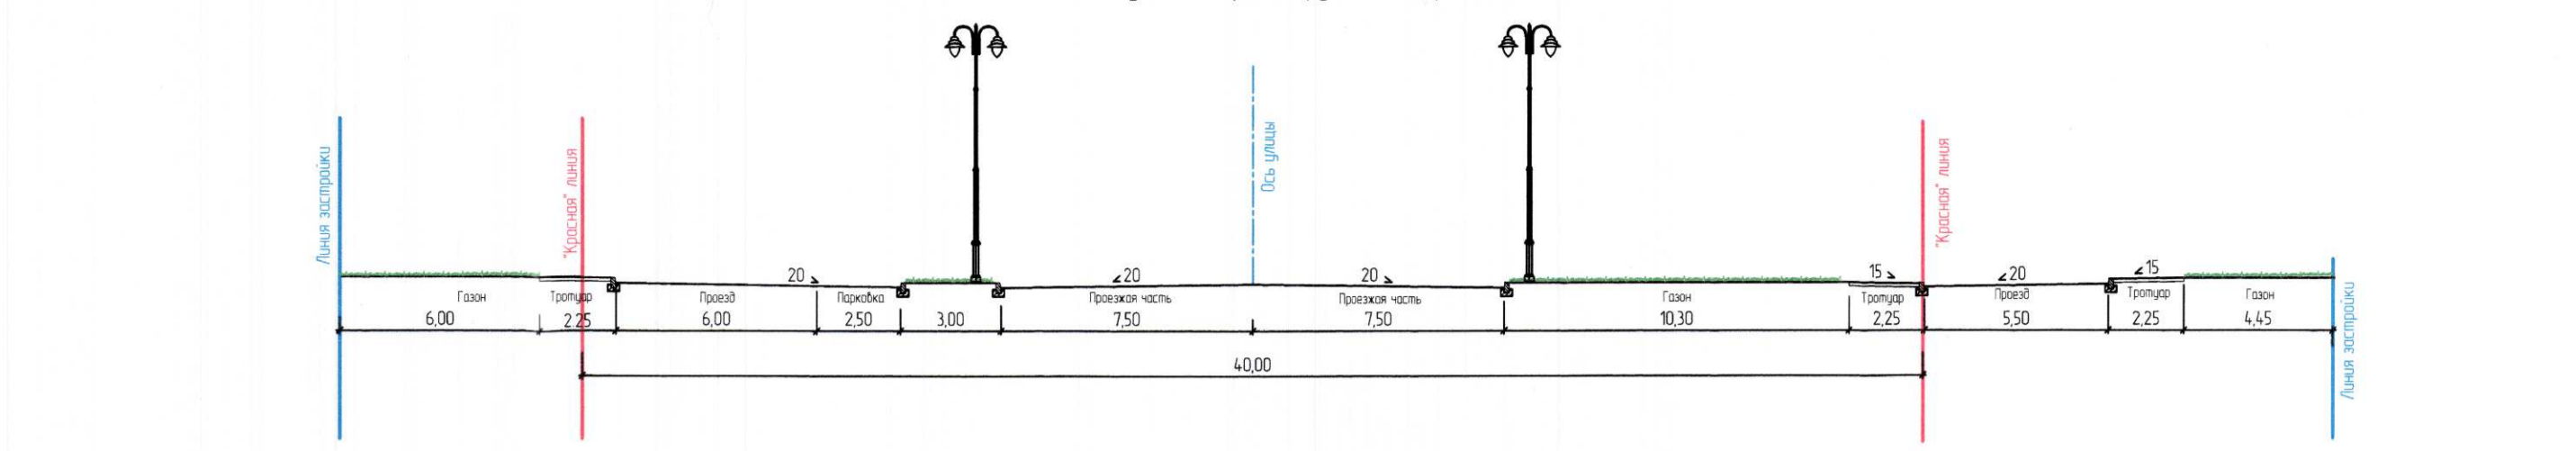 Линия застройки
"Красная" линия
Ось улицы
"Красная" линия
Линия застройки
20
20
20
15
20
15
Газон
Тротуар
Проезд
Парковка
Проезжая часть
Проезжая часть
Газон
Тротуар
Проезд
Тротуар
Газон
6,00
2.25
6,00
2,50
3,00
7,50
7,50
10,30
2,25
5,50
2,25
4,45
40,00